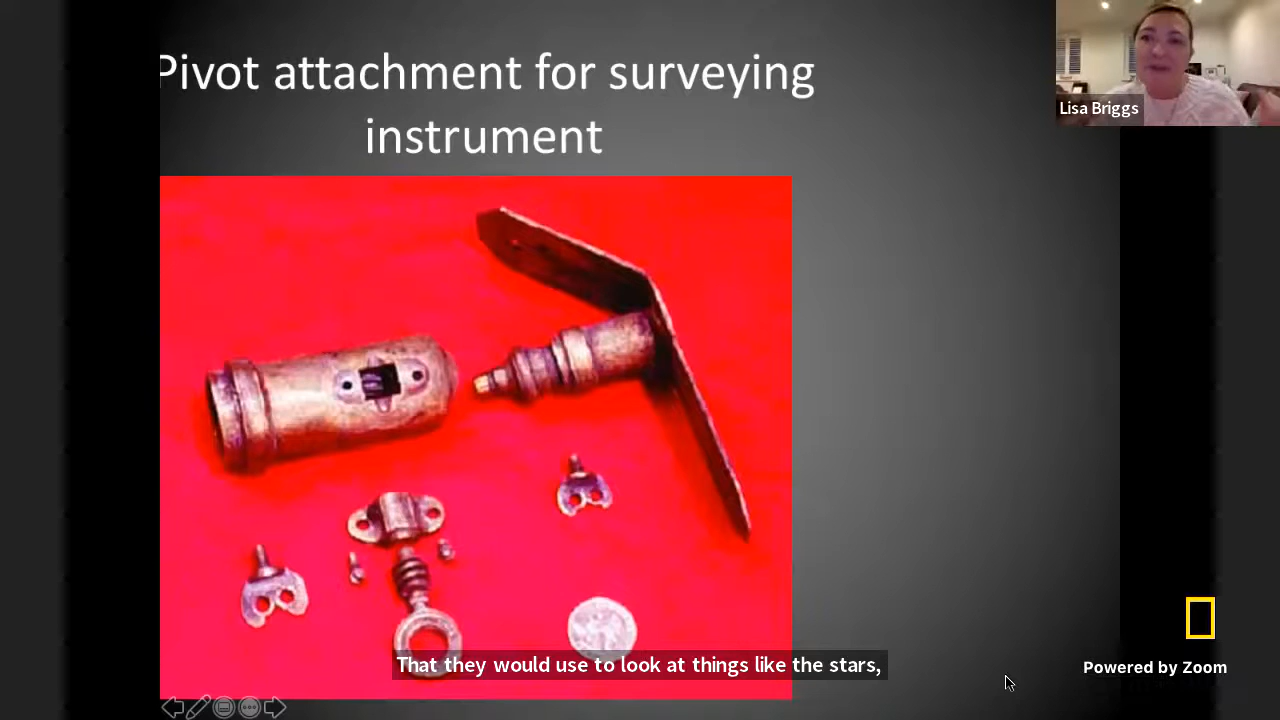 Pivot attachment for surveying
instrument
Lisa Briggs
That they would use to look at things like the stars,
Powered by Zoom